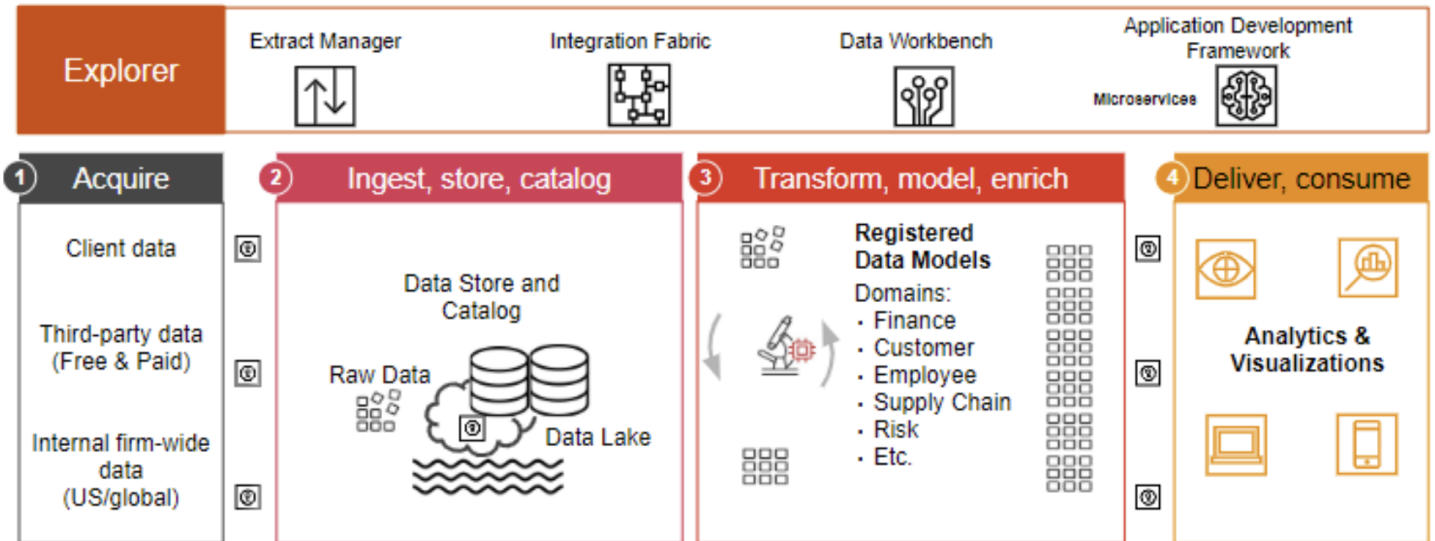 Explorer
Extract Manager
Integration Fabric
Data Workbench
Application Development
Framework
Microservices
1 Acquire
Client data
Third-party data
(Free & Paid)
Internal firm-wide
data
(US/global)
2 Ingest, store, catalog
Data Store and
Catalog
Raw Data
Data Lake
3 Transform, model, enrich
Registered
Data Models
Domains:
· Finance
· Customer
· Employee
· Supply Chain
· Risk
· Etc.
4 Deliver, consume
Analytics &
Visualizations